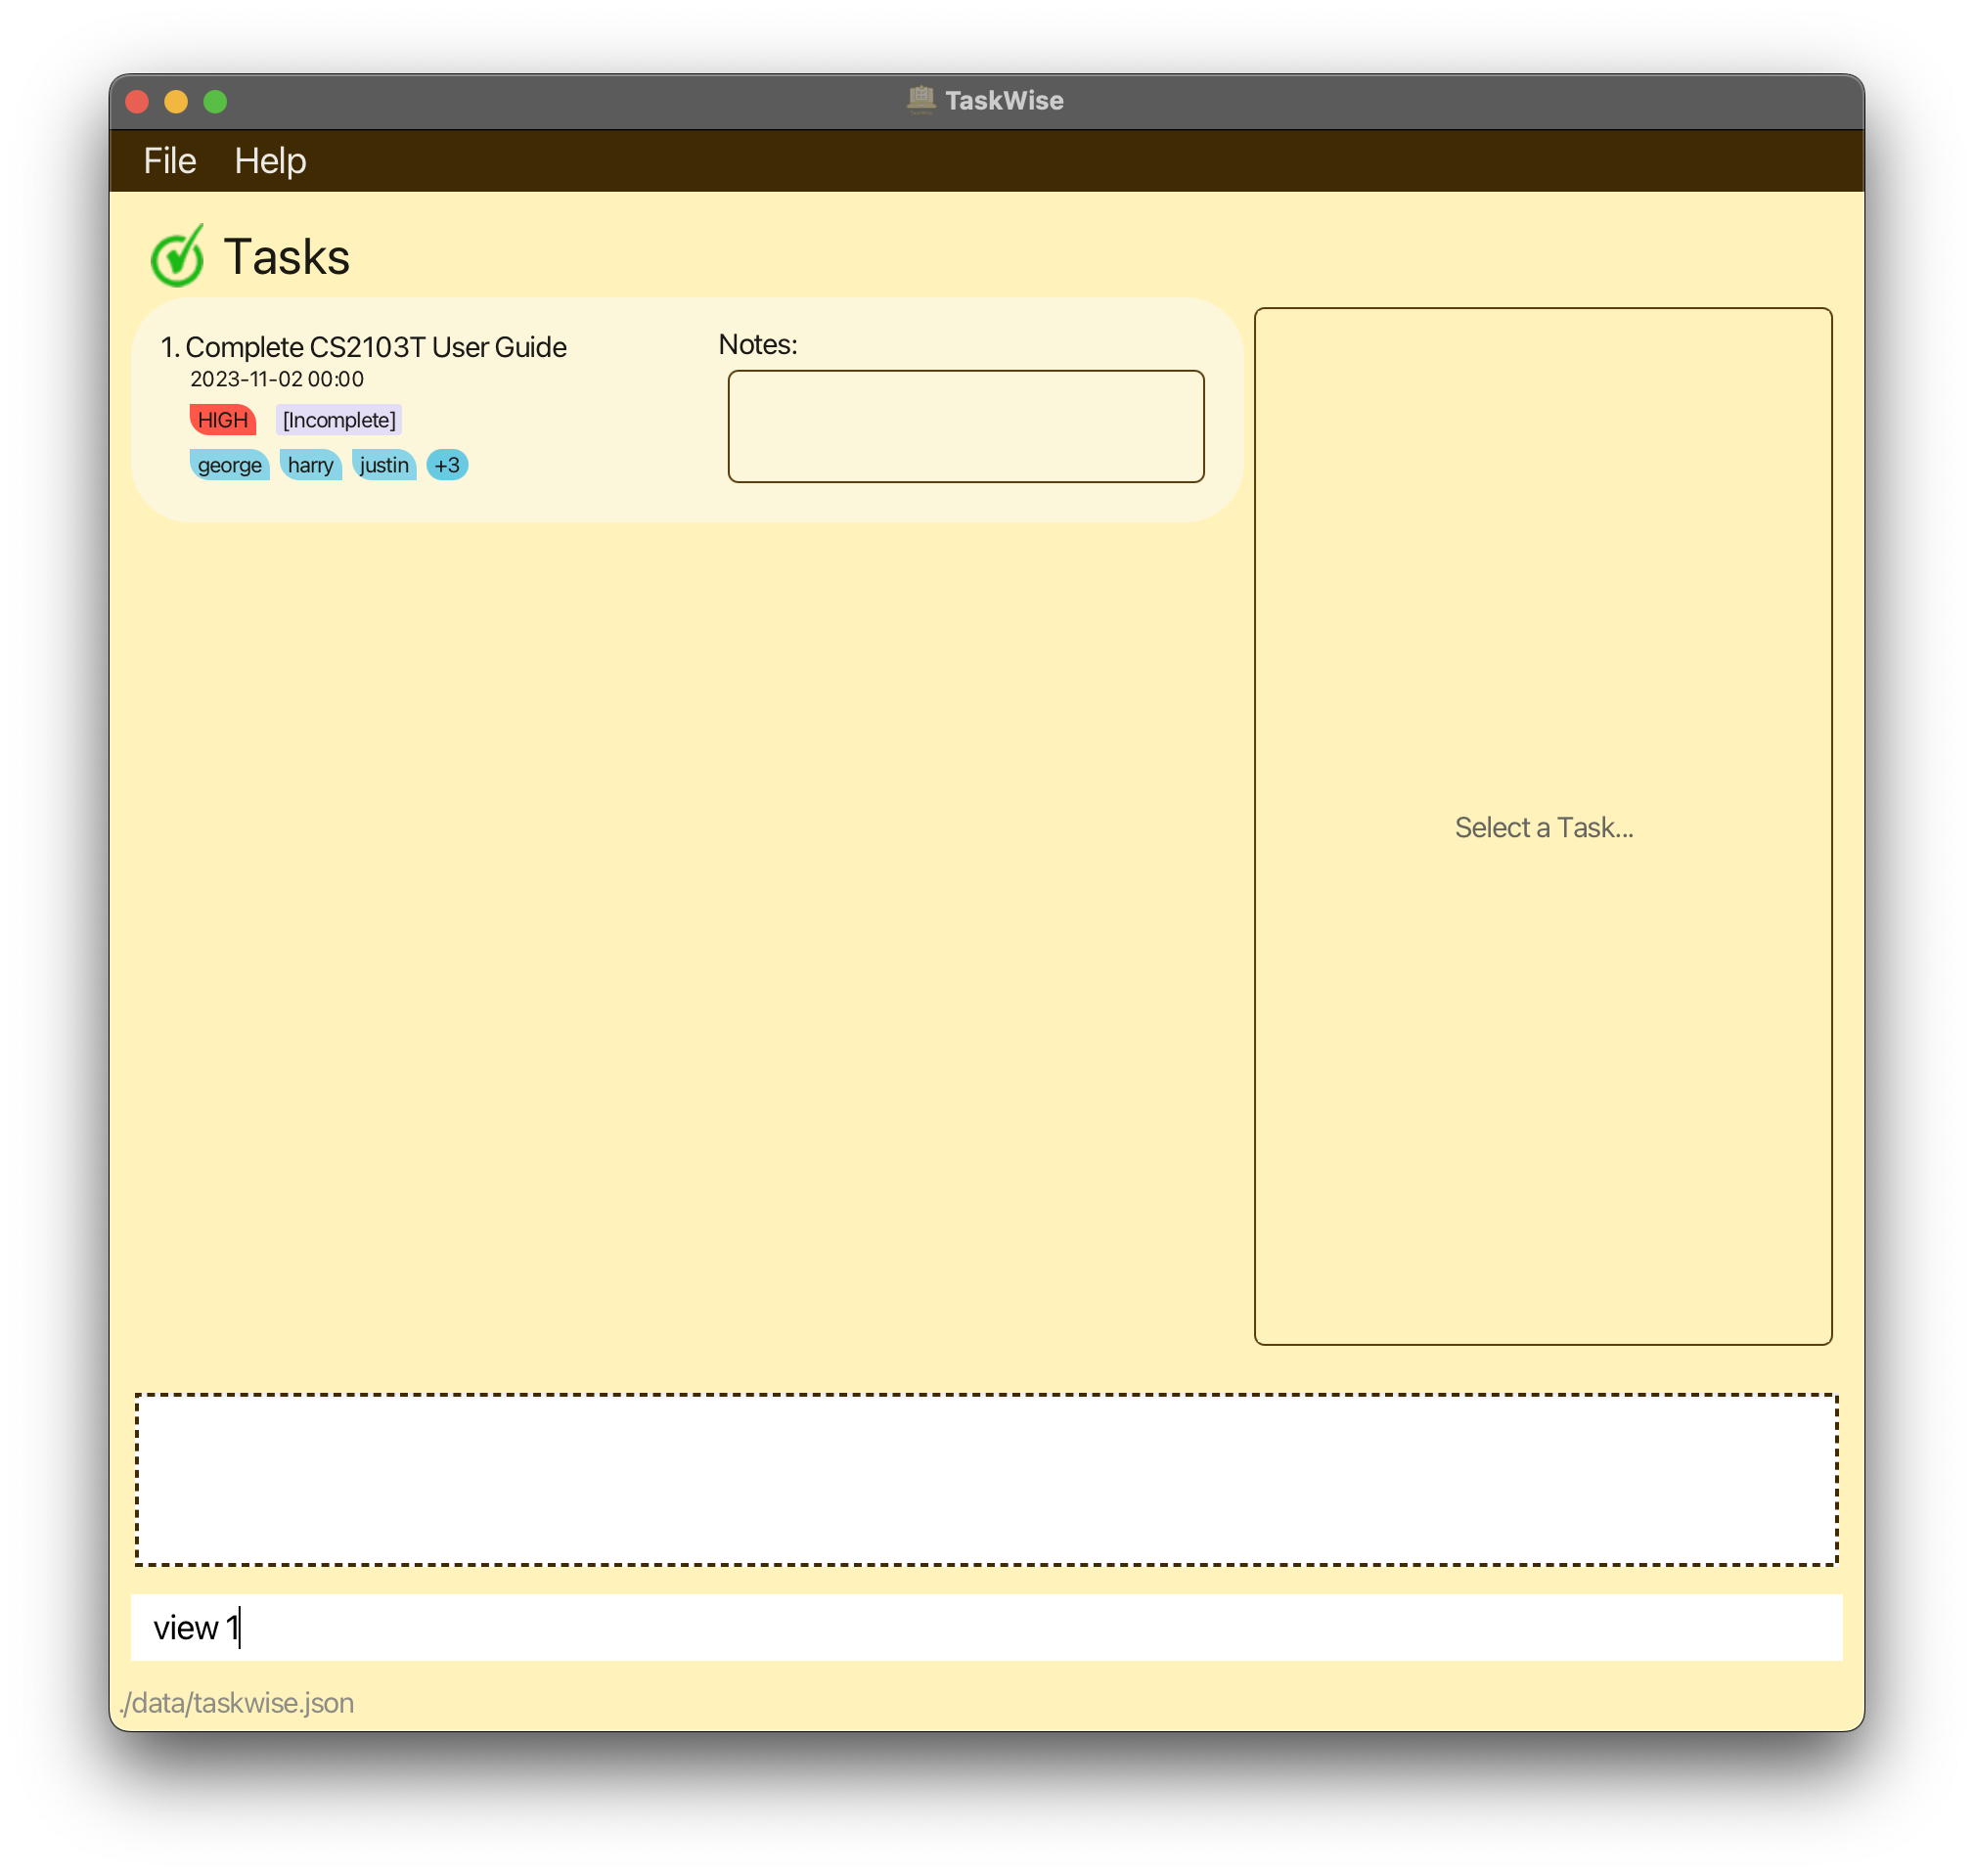 TaskWise
File Help
Tasks
1. Complete CS2103T User Guide
2023-11-02 00:00
HIGH [Incomplete]
george harry justin +3
Notes:
Select a Task...
view 1
./data/taskwise.json